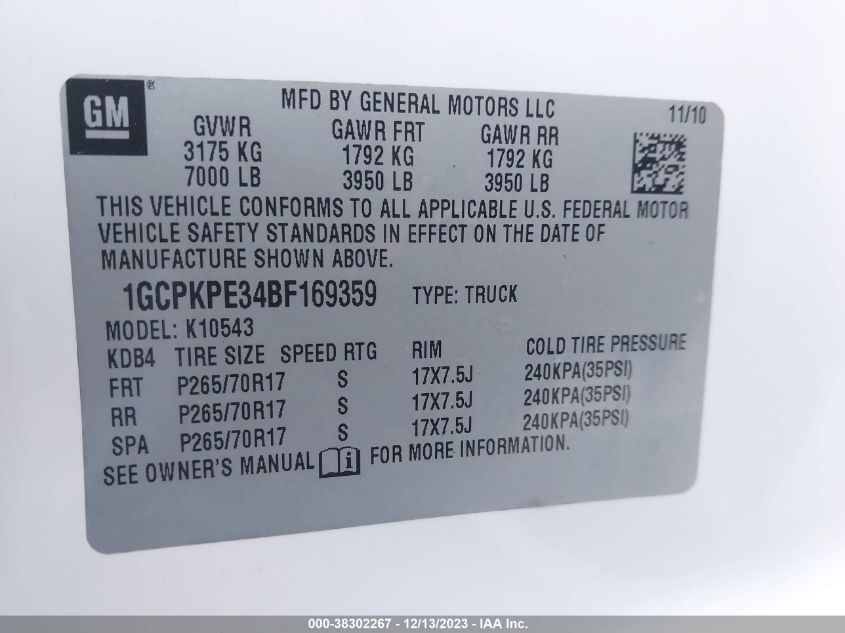 GM ®
MFD BY GENERAL MOTORS LLC
11/10
GVWR GAWR FRT GAWR RR
3175 KG 1792 KG 1792 KG
7000 LB 3950 LB 3950 LB
THIS VEHICLE CONFORMS TO ALL APPLICABLE U.S. FEDERAL MOTOR
VEHICLE SAFETY STANDARDS IN EFFECT ON THE DATE OF
MANUFACTURE SHOWN ABOVE.
1GCPKPE34BF169359 TYPE: TRUCK
MODEL: K10543
KDB4 TIRE SIZE SPEED RTG RIM COLD TIRE PRESSURE
FRT P265/70R17 S 17X7.5J 240KPA(35PSI)
RR P265/70R17 S 17X7.5J 240KPA(35PSI)
SPA P265/70R17 S 17X7.5J 240KPA(35PSI)
SEE OWNER'S MANUAL i FOR MORE INFORMATION.
000-38302267 - 12/13/2023 - IAA Inc.